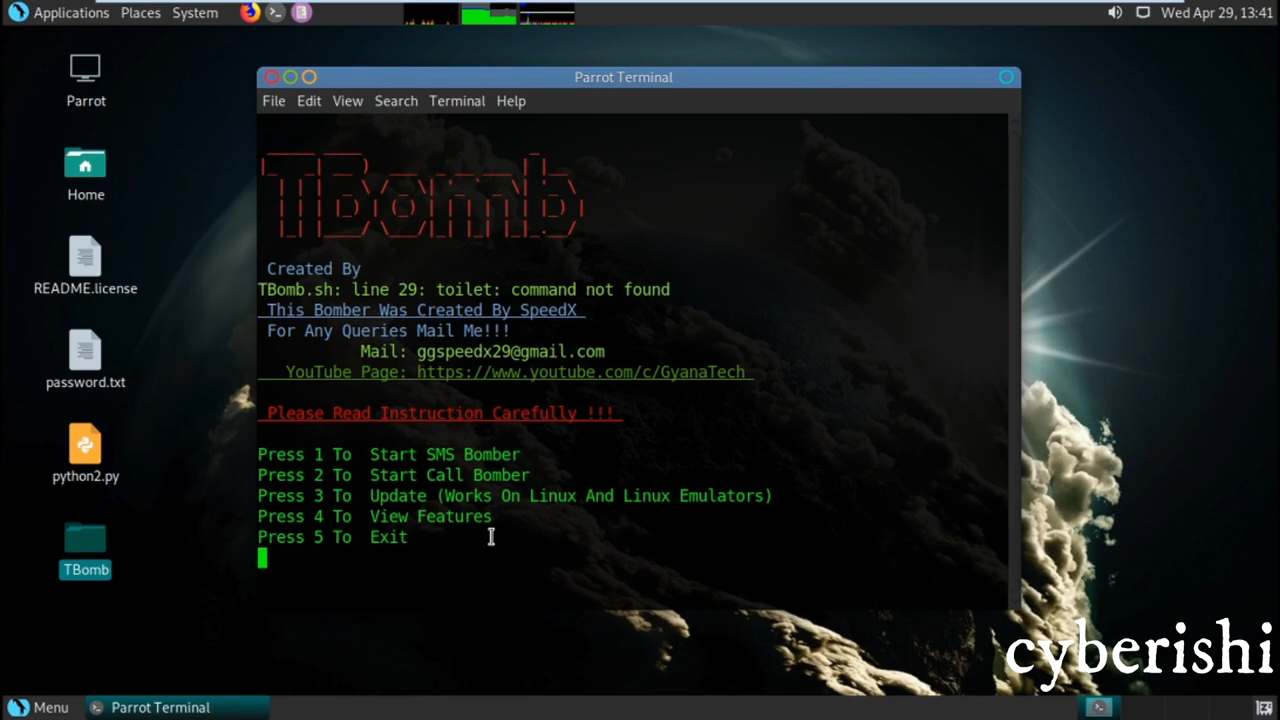 Applications Places System
Wed Apr 29, 13:41
Parrot
Home
README.license
password.txt
python2.py
TBomb
Parrot Terminal
File Edit View Search Terminal Help
TBomb
Created By
TBomb.sh: line 29: toilet: command not found
This Bomber Was Created By SpeedX
For Any Queries Mail Me!!!
Mail: ggspeedx29@gmail.com
YouTube Page: https://www.youtube.com/c/GyanaTech
Please Read Instruction Carefully !!!
Press 1 To  Start SMS Bomber
Press 2 To  Start Call Bomber
Press 3 To  Update (Works On Linux And Linux Emulators)
Press 4 To  View Features
Press 5 To  Exit
cyberishi
Menu
Parrot Terminal